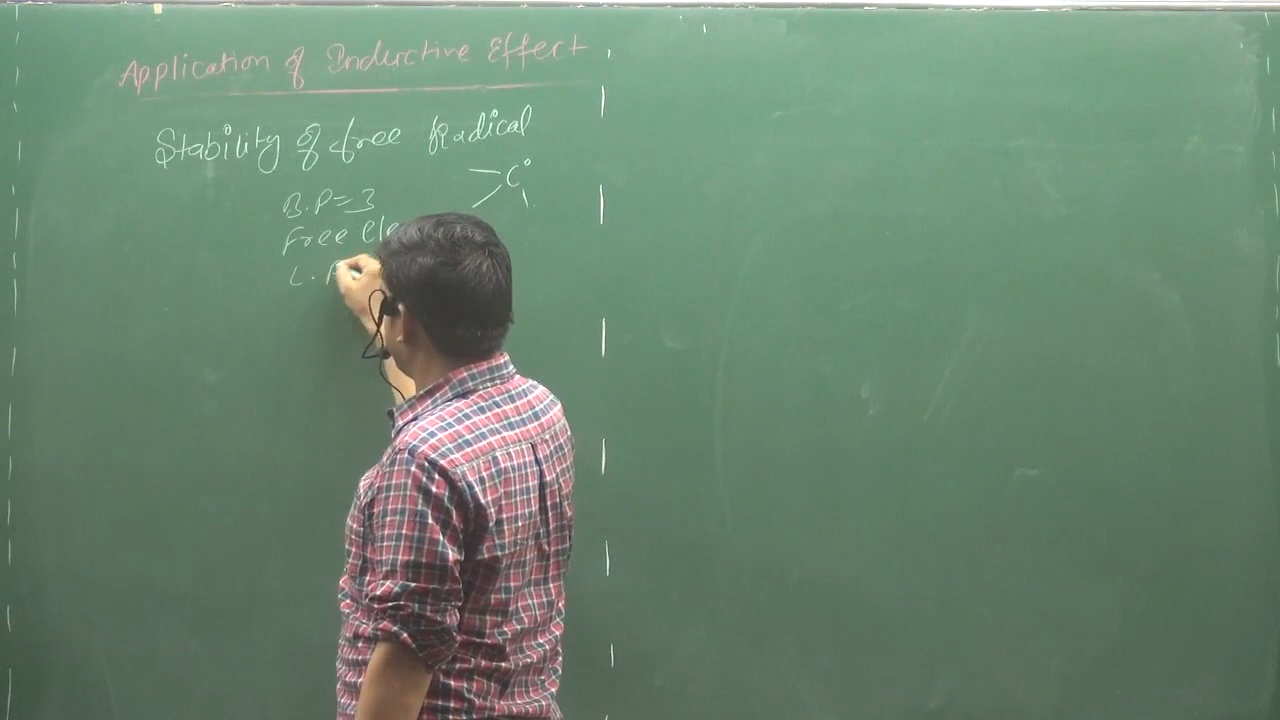 Application of Inductive Effect
Stability of free Radical
C
B.P = 3
Free ele
L.P